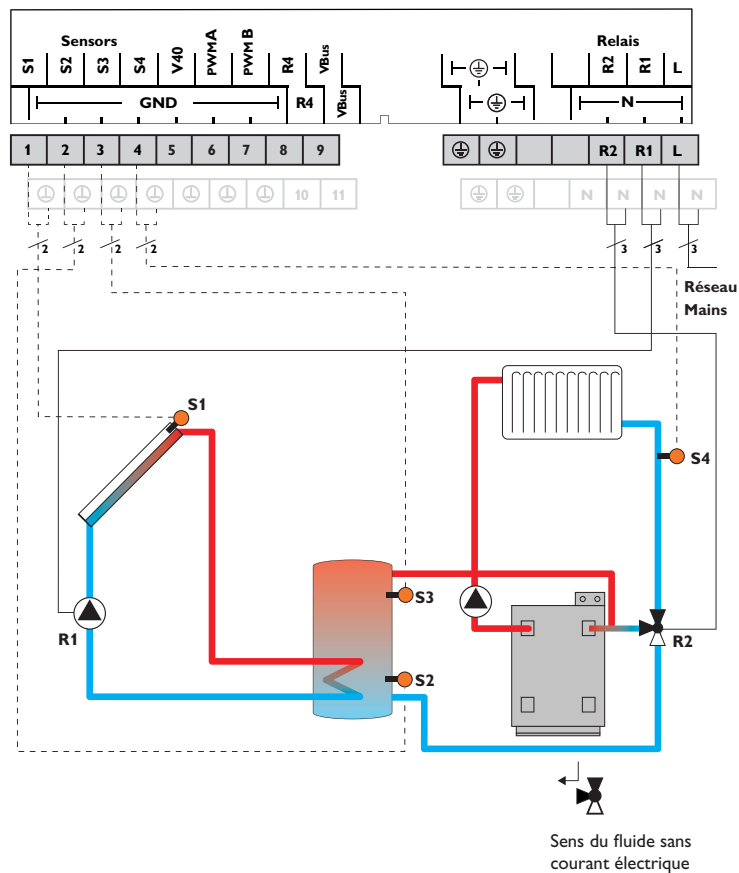 Sensors
Relais
S1 S2 S3 S4 V40 PWMA PWMB R4 VBus
R2 R1 L
GND
R4
VBus
N
1 2 3 4 5 6 7 8 9
R2 R1 L
10 11
N N N N
2 2 2 2
3 3 3
Réseau
Mains
S1
S4
S3
R1
R2
S2
Sens du fluide sans
courant électrique